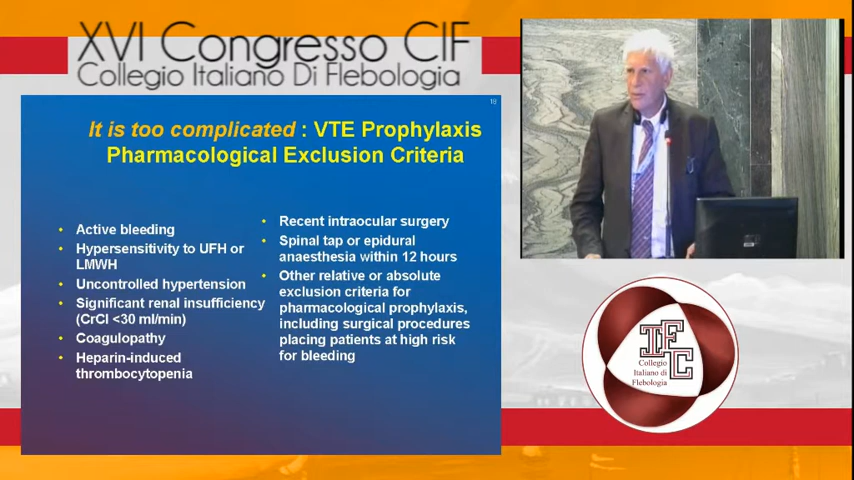 XVI Congresso CIF
Collegio Italiano Di Flebologia
18
It is too complicated : VTE Prophylaxis
Pharmacological Exclusion Criteria
• Active bleeding
• Hypersensitivity to UFH or
LMWH
• Uncontrolled hypertension
• Significant renal insufficiency
(CrCl <30 ml/min)
• Coagulopathy
• Heparin-induced
thrombocytopenia
• Recent intraocular surgery
• Spinal tap or epidural
anaesthesia within 12 hours
• Other relative or absolute
exclusion criteria for
pharmacological prophylaxis,
including surgical procedures
placing patients at high risk
for bleeding
Collegio
Italiano di
Flebologia